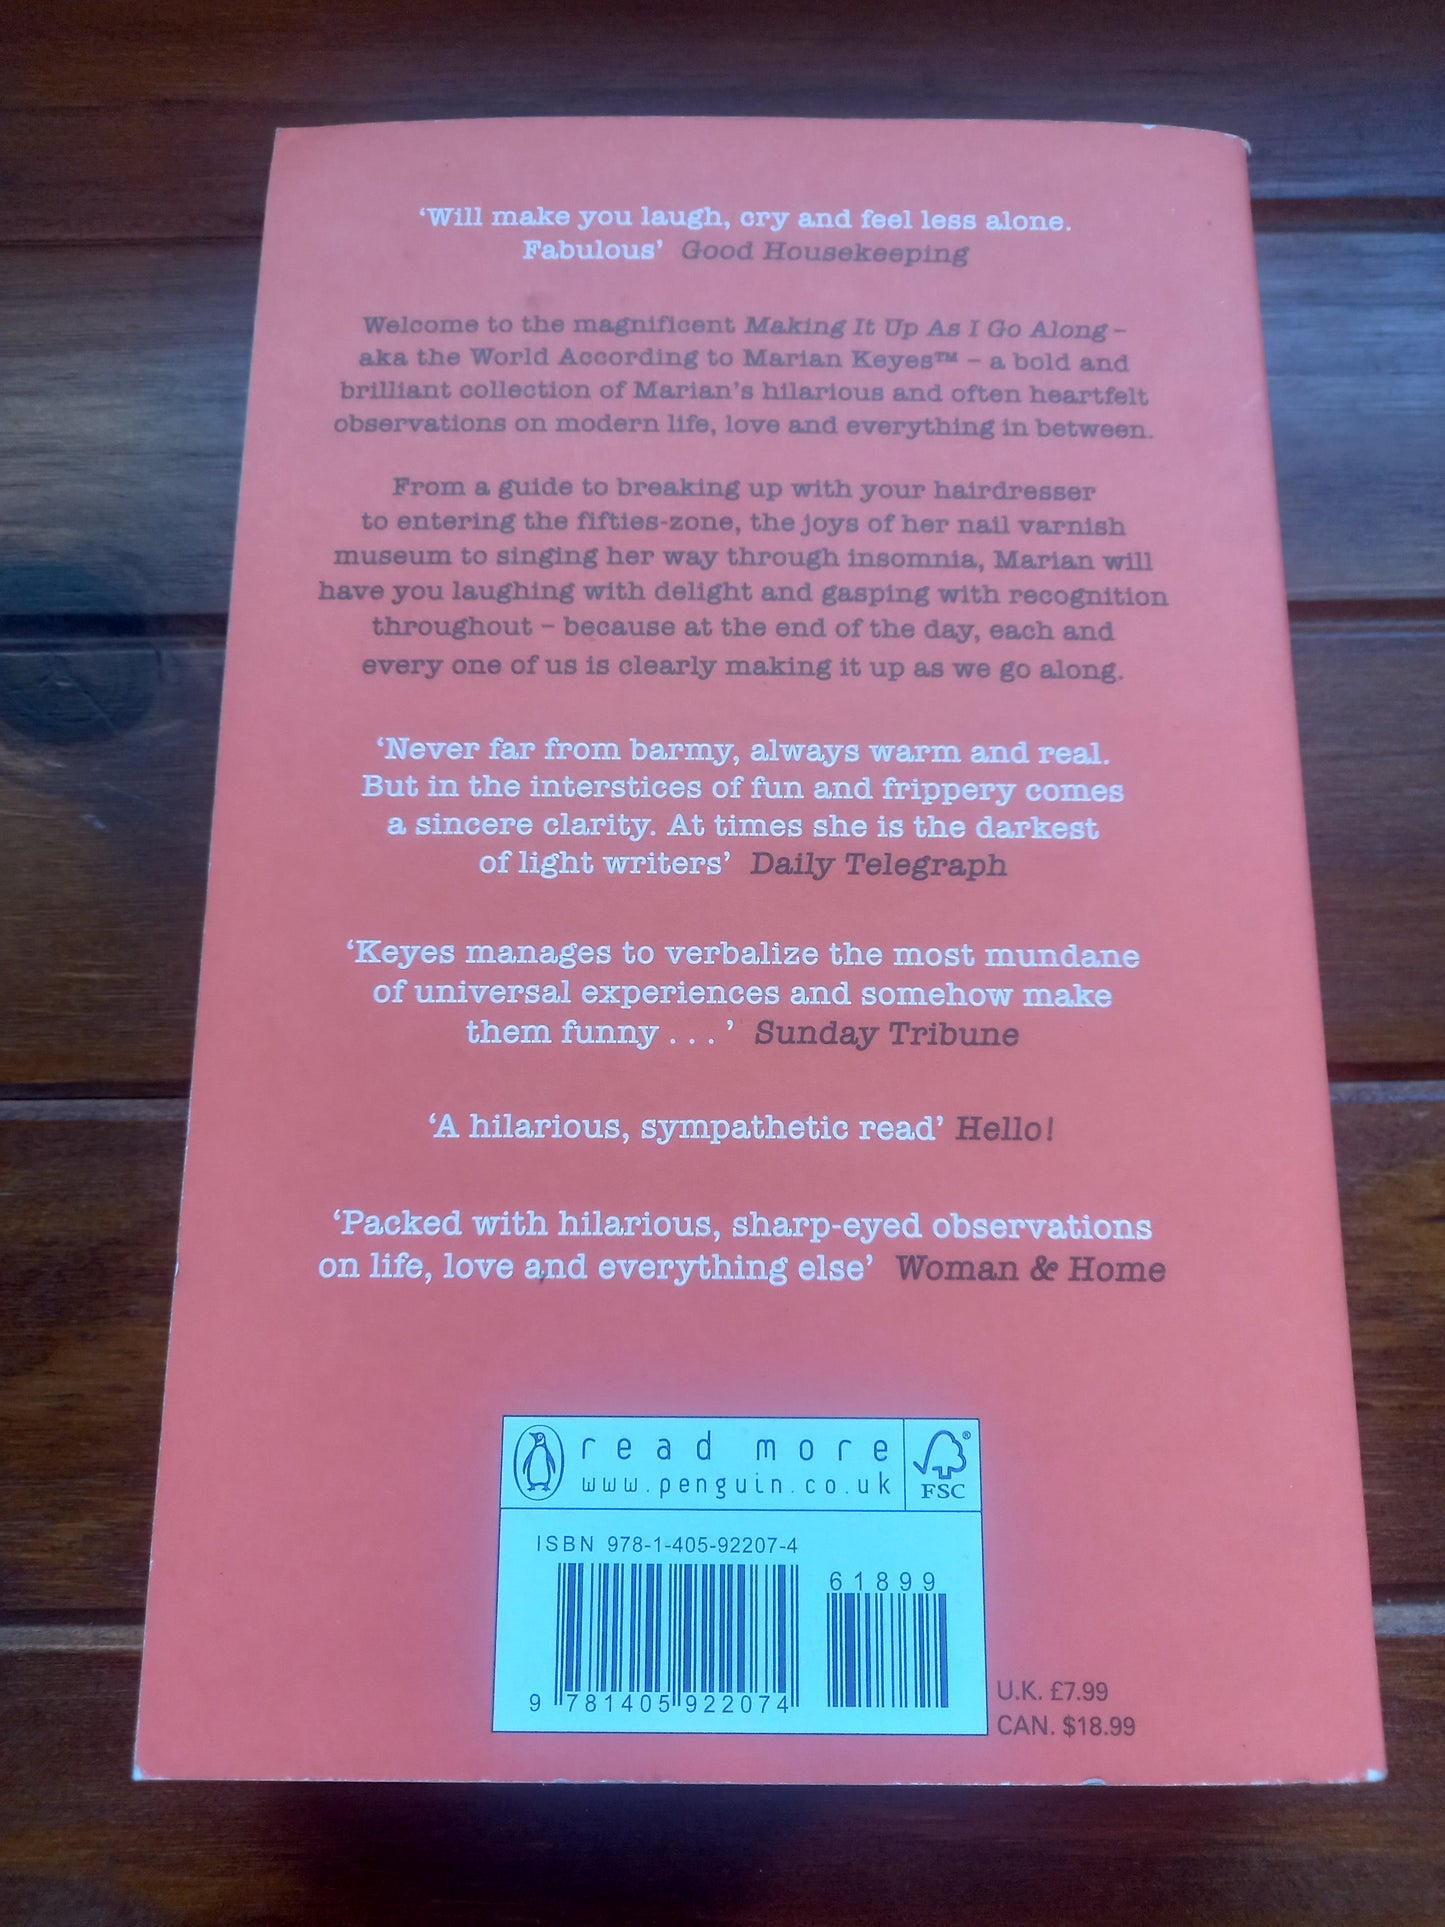 ‘Will make you laugh, cry and feel less alone.
Fabulous’ Good Housekeeping
Welcome to the magnificent Making It Up As I Go Along –
aka the World According to Marian Keyes™ – a bold and
brilliant collection of Marian’s hilarious and often heartfelt
observations on modern life, love and everything in between.
From a guide to breaking up with your hairdresser
to entering the fifties-zone, the joys of her nail varnish
museum to singing her way through insomnia, Marian will
have you laughing with delight and gasping with recognition
throughout – because at the end of the day, each and
every one of us is clearly making it up as we go along.
‘Never far from barmy, always warm and real.
But in the interstices of fun and frippery comes
a sincere clarity. At times she is the darkest
of light writers’ Daily Telegraph
‘Keyes manages to verbalize the most mundane
of universal experiences and somehow make
them funny . . . ’ Sunday Tribune
‘A hilarious, sympathetic read’ Hello!
‘Packed with hilarious, sharp-eyed observations
on life, love and everything else’ Woman & Home
read more
www.penguin.co.uk
® FSC
ISBN 978-1-405-92207-4
61899
9 781405 922074
U.K. £7.99
CAN. $18.99